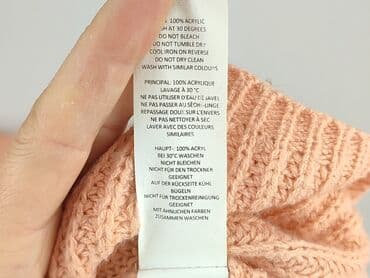 : 100% ACRYLIC
SH AT 30 DEGREES
DO NOT BLEACH
DO NOT TUMBLE DRY
COOL IRON ON REVERSE
DO NOT DRY CLEAN
WASH WITH SIMILAR COLOURS
PRINCIPAL: 100% ACRYLIQUE
LAVAGE À 30 °C
NE PAS UTILISER D'EAU DE JAVEL
NE PAS PASSER AU SÈCHE-LINGE
REPASSAGE DOUX SUR L'ENVERS
NE PAS NETTOYER À SEC
LAVER AVEC DES COULEURS
SIMILAIRES
HAUPT-: 100% ACRYL
BEI 30°C WASCHEN
NICHT BLEICHEN
NICHT FÜR DEN TROCKNER
GEEIGNET
AUF DER RÜCKSEITE KÜHL
BÜGELN
NICHT FÜR TROCKENREINIGUNG
GEEIGNET
MIT ÄHNLICHEN FARBEN
ZUSAMMEN WASCHEN